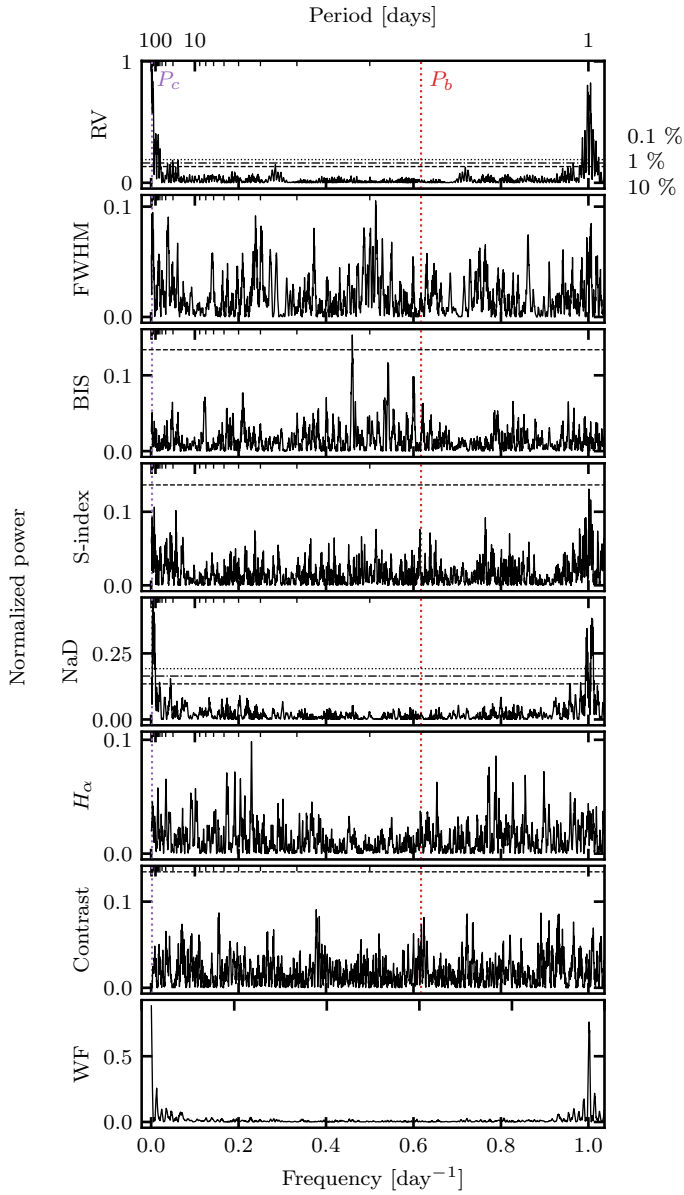 Period [days]
100 10 1
1
P_c
P_b
RV
0
0.1 %
1 %
10 %
0.1
FWHM
0.0
BIS
0.1
0.0
S-index
0.1
0.0
NaD
0.25
0.00
0.1
H_α
0.0
Contrast
0.1
0.0
WF
0.5
0.0
Normalized power
0.0 0.2 0.4 0.6 0.8 1.0
Frequency [day⁻¹]